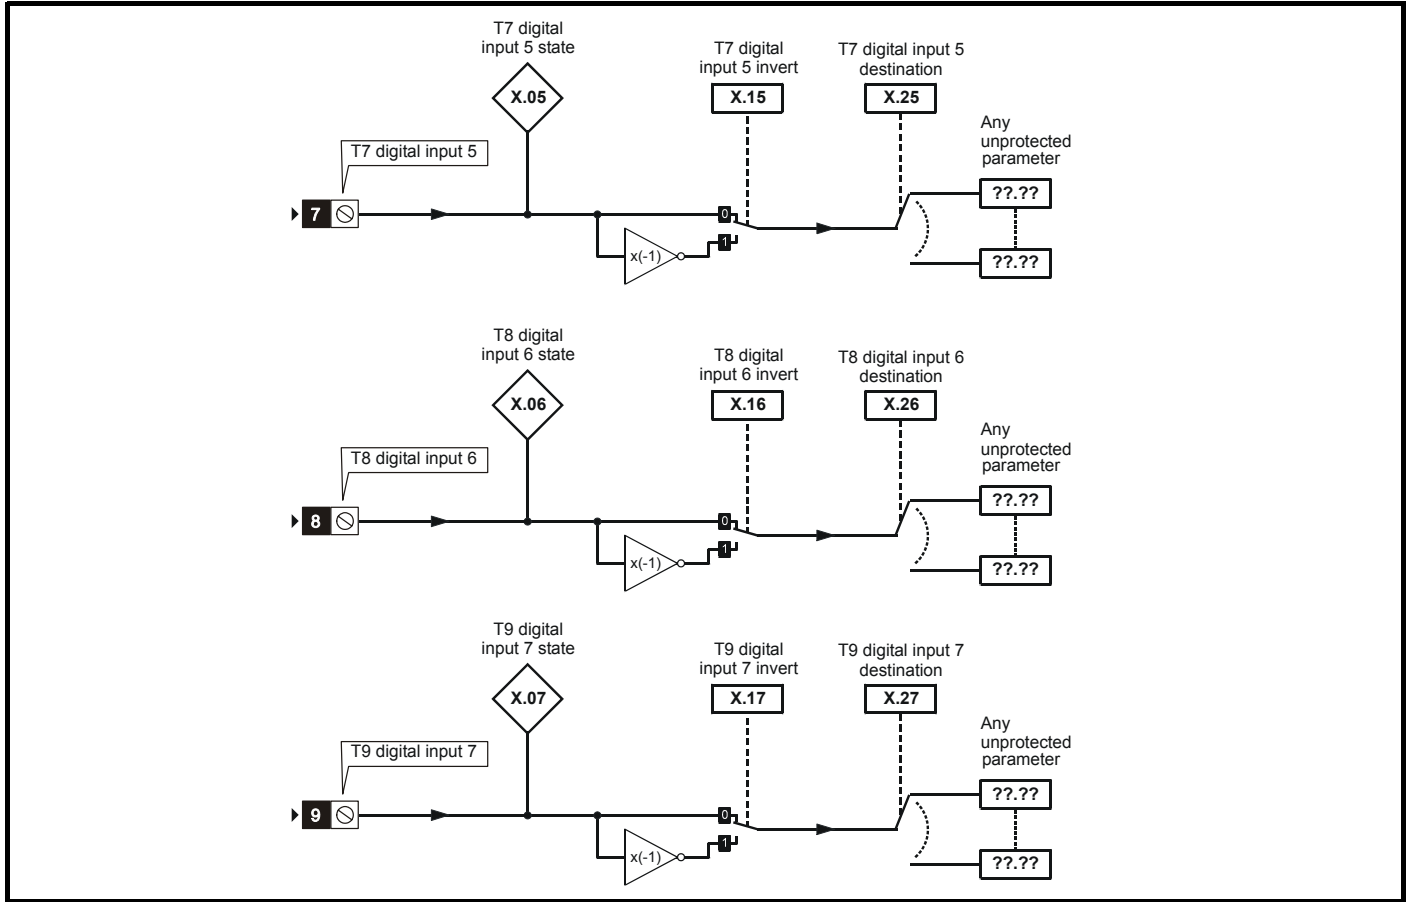 T7 digital
input 5 state
T7 digital
input 5 invert
T7 digital input 5
destination
X.05
X.15
X.25
Any
unprotected
parameter
T7 digital input 5
??.??
7
0
1
x(-1)
??.??
T8 digital
input 6 state
T8 digital
input 6 invert
T8 digital input 6
destination
X.06
X.16
X.26
Any
unprotected
parameter
T8 digital input 6
??.??
8
0
1
x(-1)
??.??
T9 digital
input 7 state
T9 digital
input 7 invert
T9 digital input 7
destination
X.07
X.17
X.27
Any
unprotected
parameter
T9 digital input 7
??.??
9
0
1
x(-1)
??.??